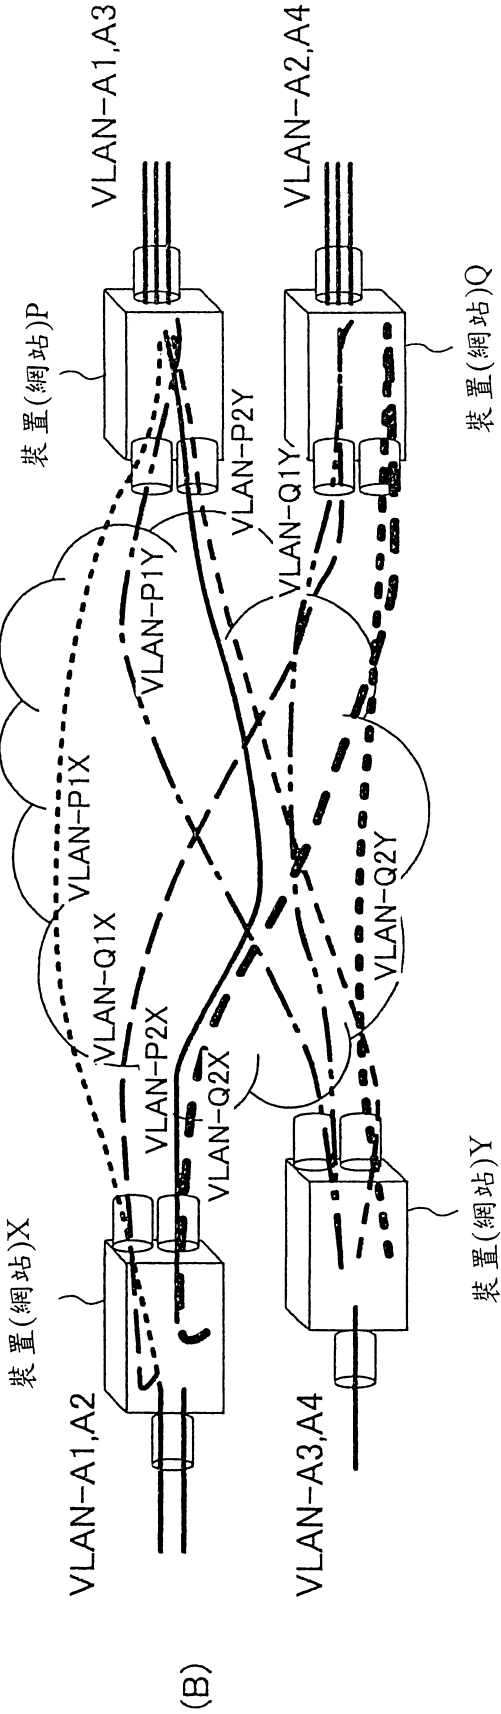 (B)
VLAN-A1,A2
裝置(網站)X
VLAN-A3,A4
裝置(網站)Y
VLAN-P1X
VLAN-Q1X
VLAN-P2X
VLAN-Q2X
VLAN-P1Y
VLAN-P2Y
VLAN-Q1Y
VLAN-Q2Y
裝置(網站)P
VLAN-A1,A3
裝置(網站)Q
VLAN-A2,A4